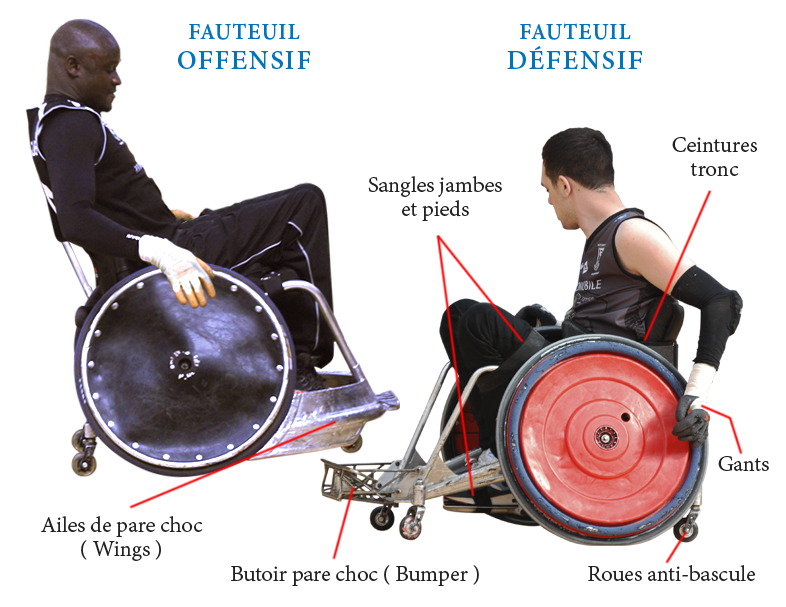 FAUTEUIL
OFFENSIF
FAUTEUIL
DÉFENSIF
Ceintures
tronc
Sangles jambes
et pieds
Gants
Ailes de pare choc
( Wings )
Butoir pare choc ( Bumper )
Roues anti-bascule